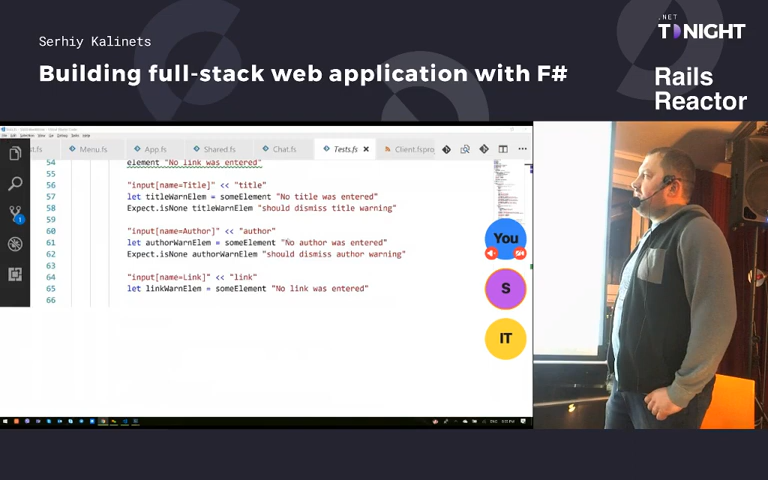 Serhiy Kalinets
Building full-stack web application with F#
.NET
TONIGHT
Rails
Reactor
Menu.fs
App.fs
Shared.fs
Chat.fs
Tests.fs
Client.fspro
54 element "No link was entered"
55
56 "input[name=Title]" << "title"
57 let titleWarnElem = someElement "No title was entered"
58 Expect.isNone titleWarnElem "should dismiss title warning"
59
60 "input[name=Author]" << "author"
61 let authorWarnElem = someElement "No author was entered"
62 Expect.isNone authorWarnElem "should dismiss author warning"
63
64 "input[name=Link]" << "link"
65 let linkWarnElem = someElement "No link was entered"
66
You
S
IT
1